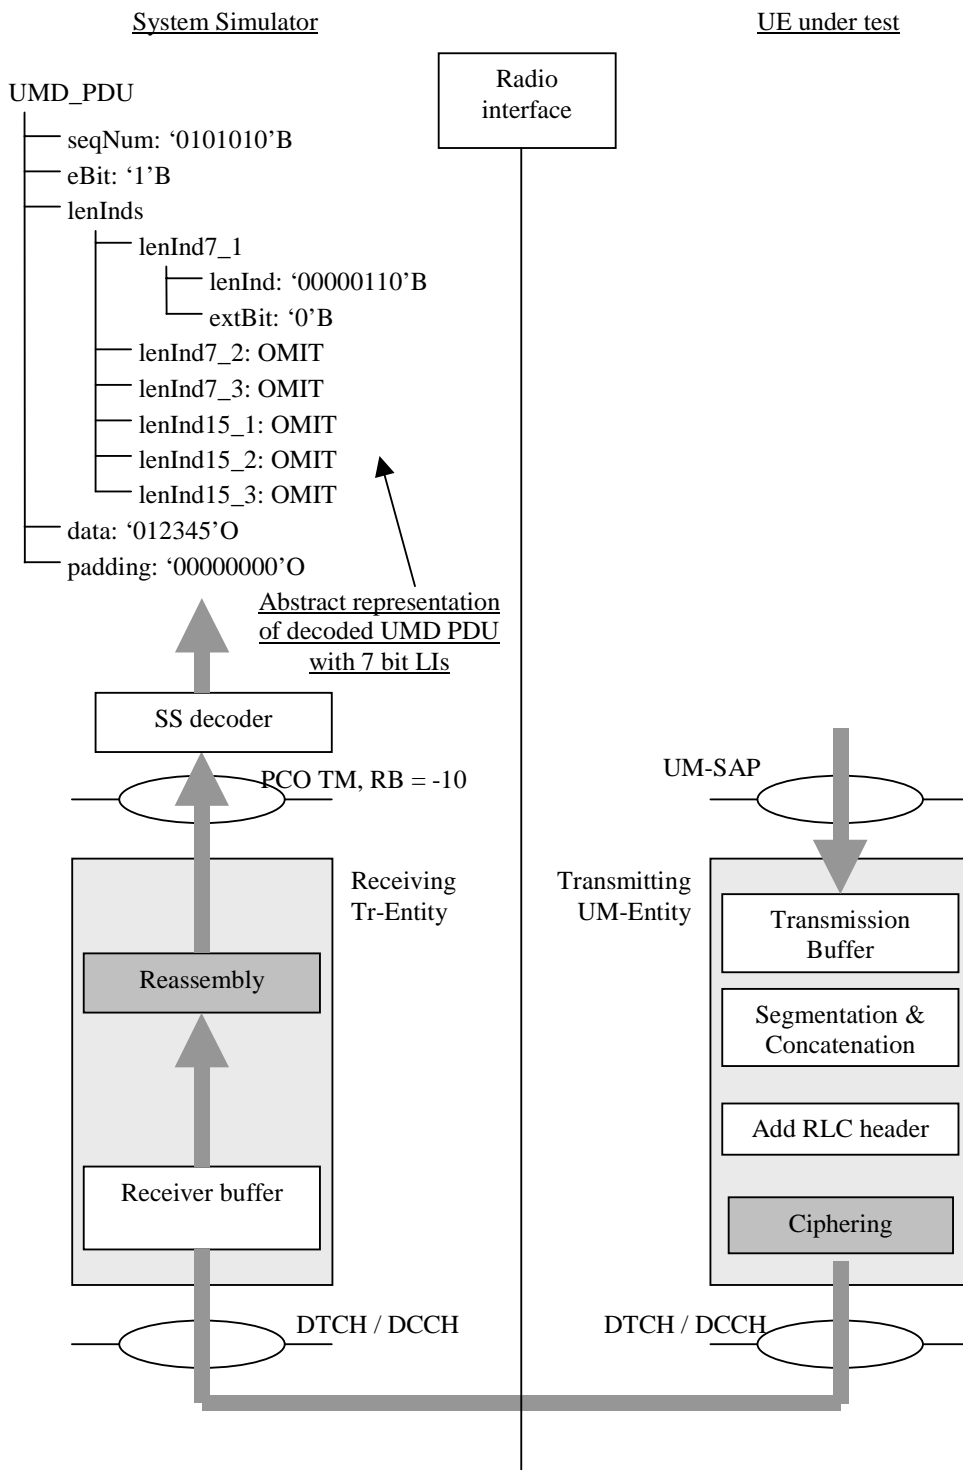 System Simulator
UE under test
Radio
interface
UMD_PDU
seqNum: ‘0101010’B
eBit: ‘1’B
lenInds
lenInd7_1
lenInd: ‘00000110’B
extBit: ‘0’B
lenInd7_2: OMIT
lenInd7_3: OMIT
lenInd15_1: OMIT
lenInd15_2: OMIT
lenInd15_3: OMIT
data: ‘012345’O
padding: ‘00000000’O
Abstract representation
of decoded UMD PDU
with 7 bit LIs
SS decoder
PCO TM, RB = -10
UM-SAP
Receiving
Tr-Entity
Transmitting
UM-Entity
Transmission
Buffer
Reassembly
Segmentation &
Concatenation
Add RLC header
Receiver buffer
Ciphering
DTCH / DCCH
DTCH / DCCH